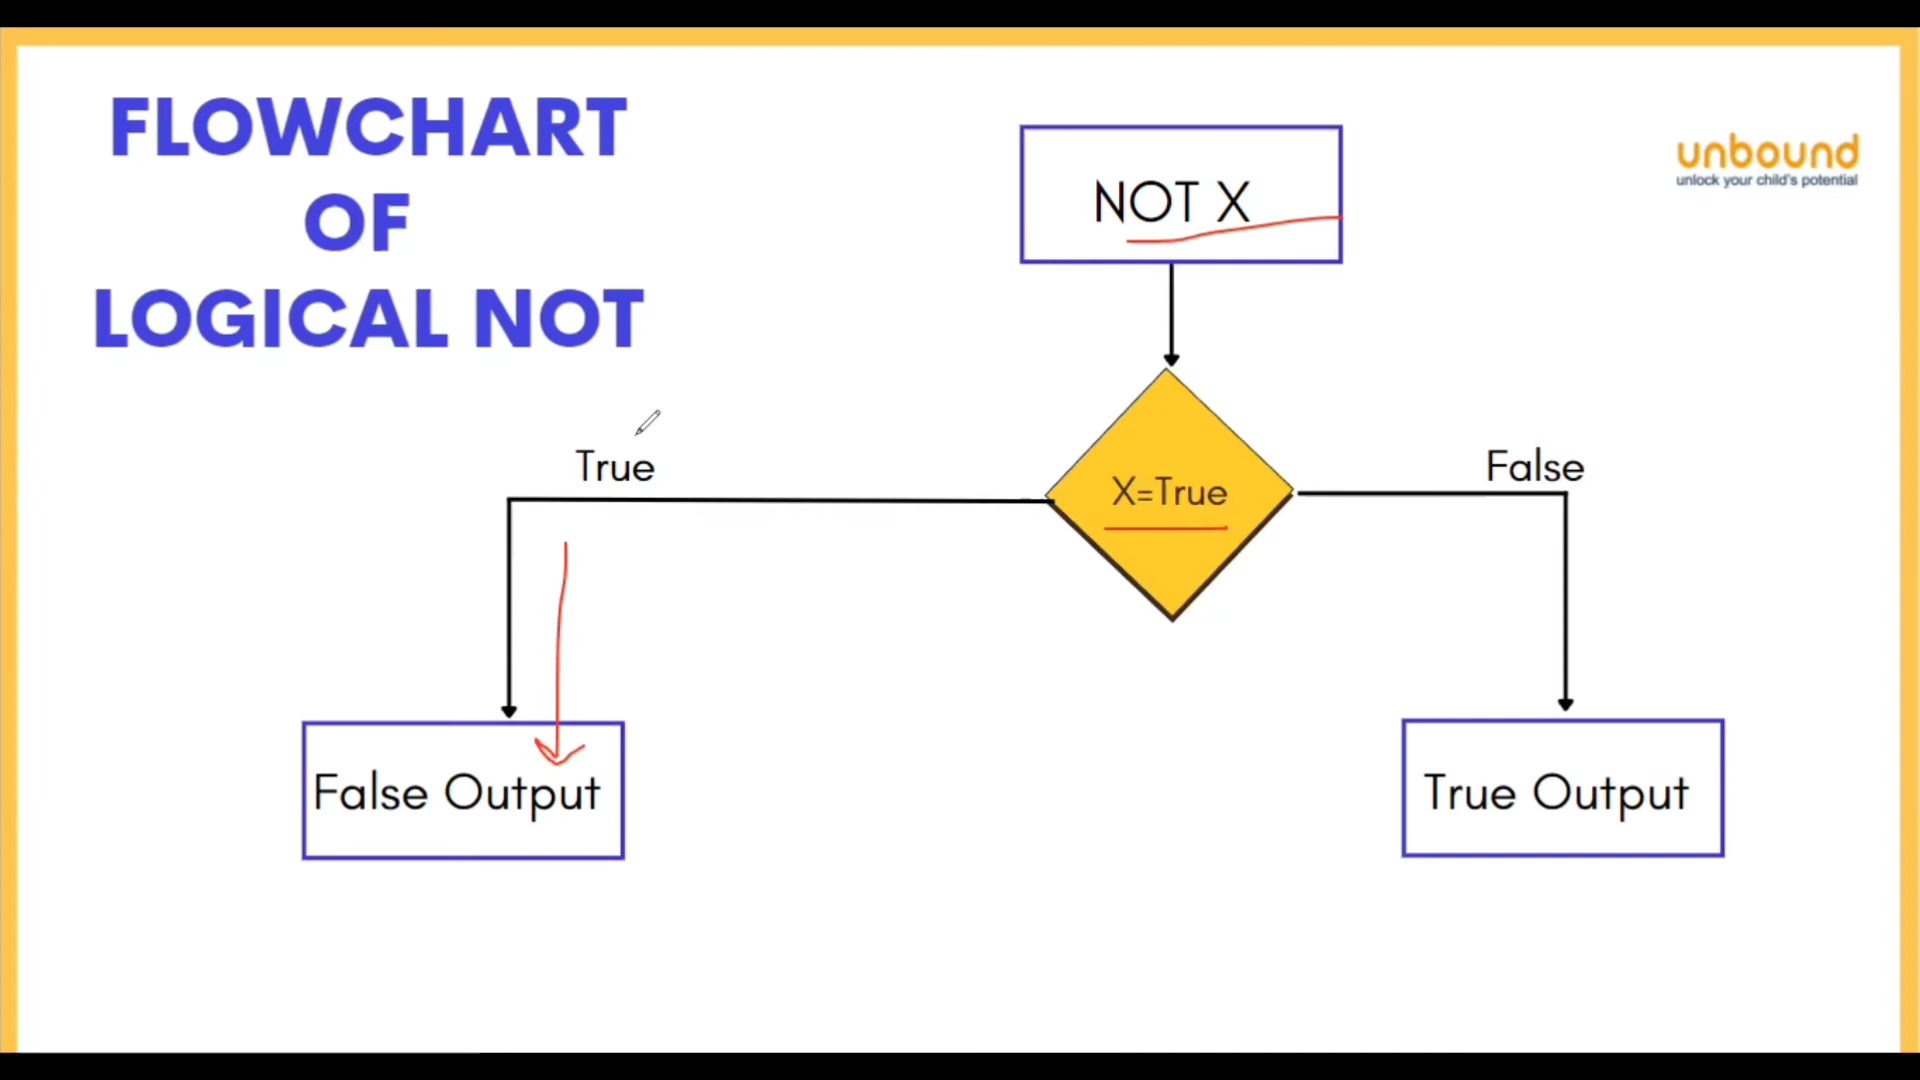 FLOWCHART
OF
LOGICAL NOT
NOT X
unbound
unlock your child's potential
True
X=True
False
False Output
True Output